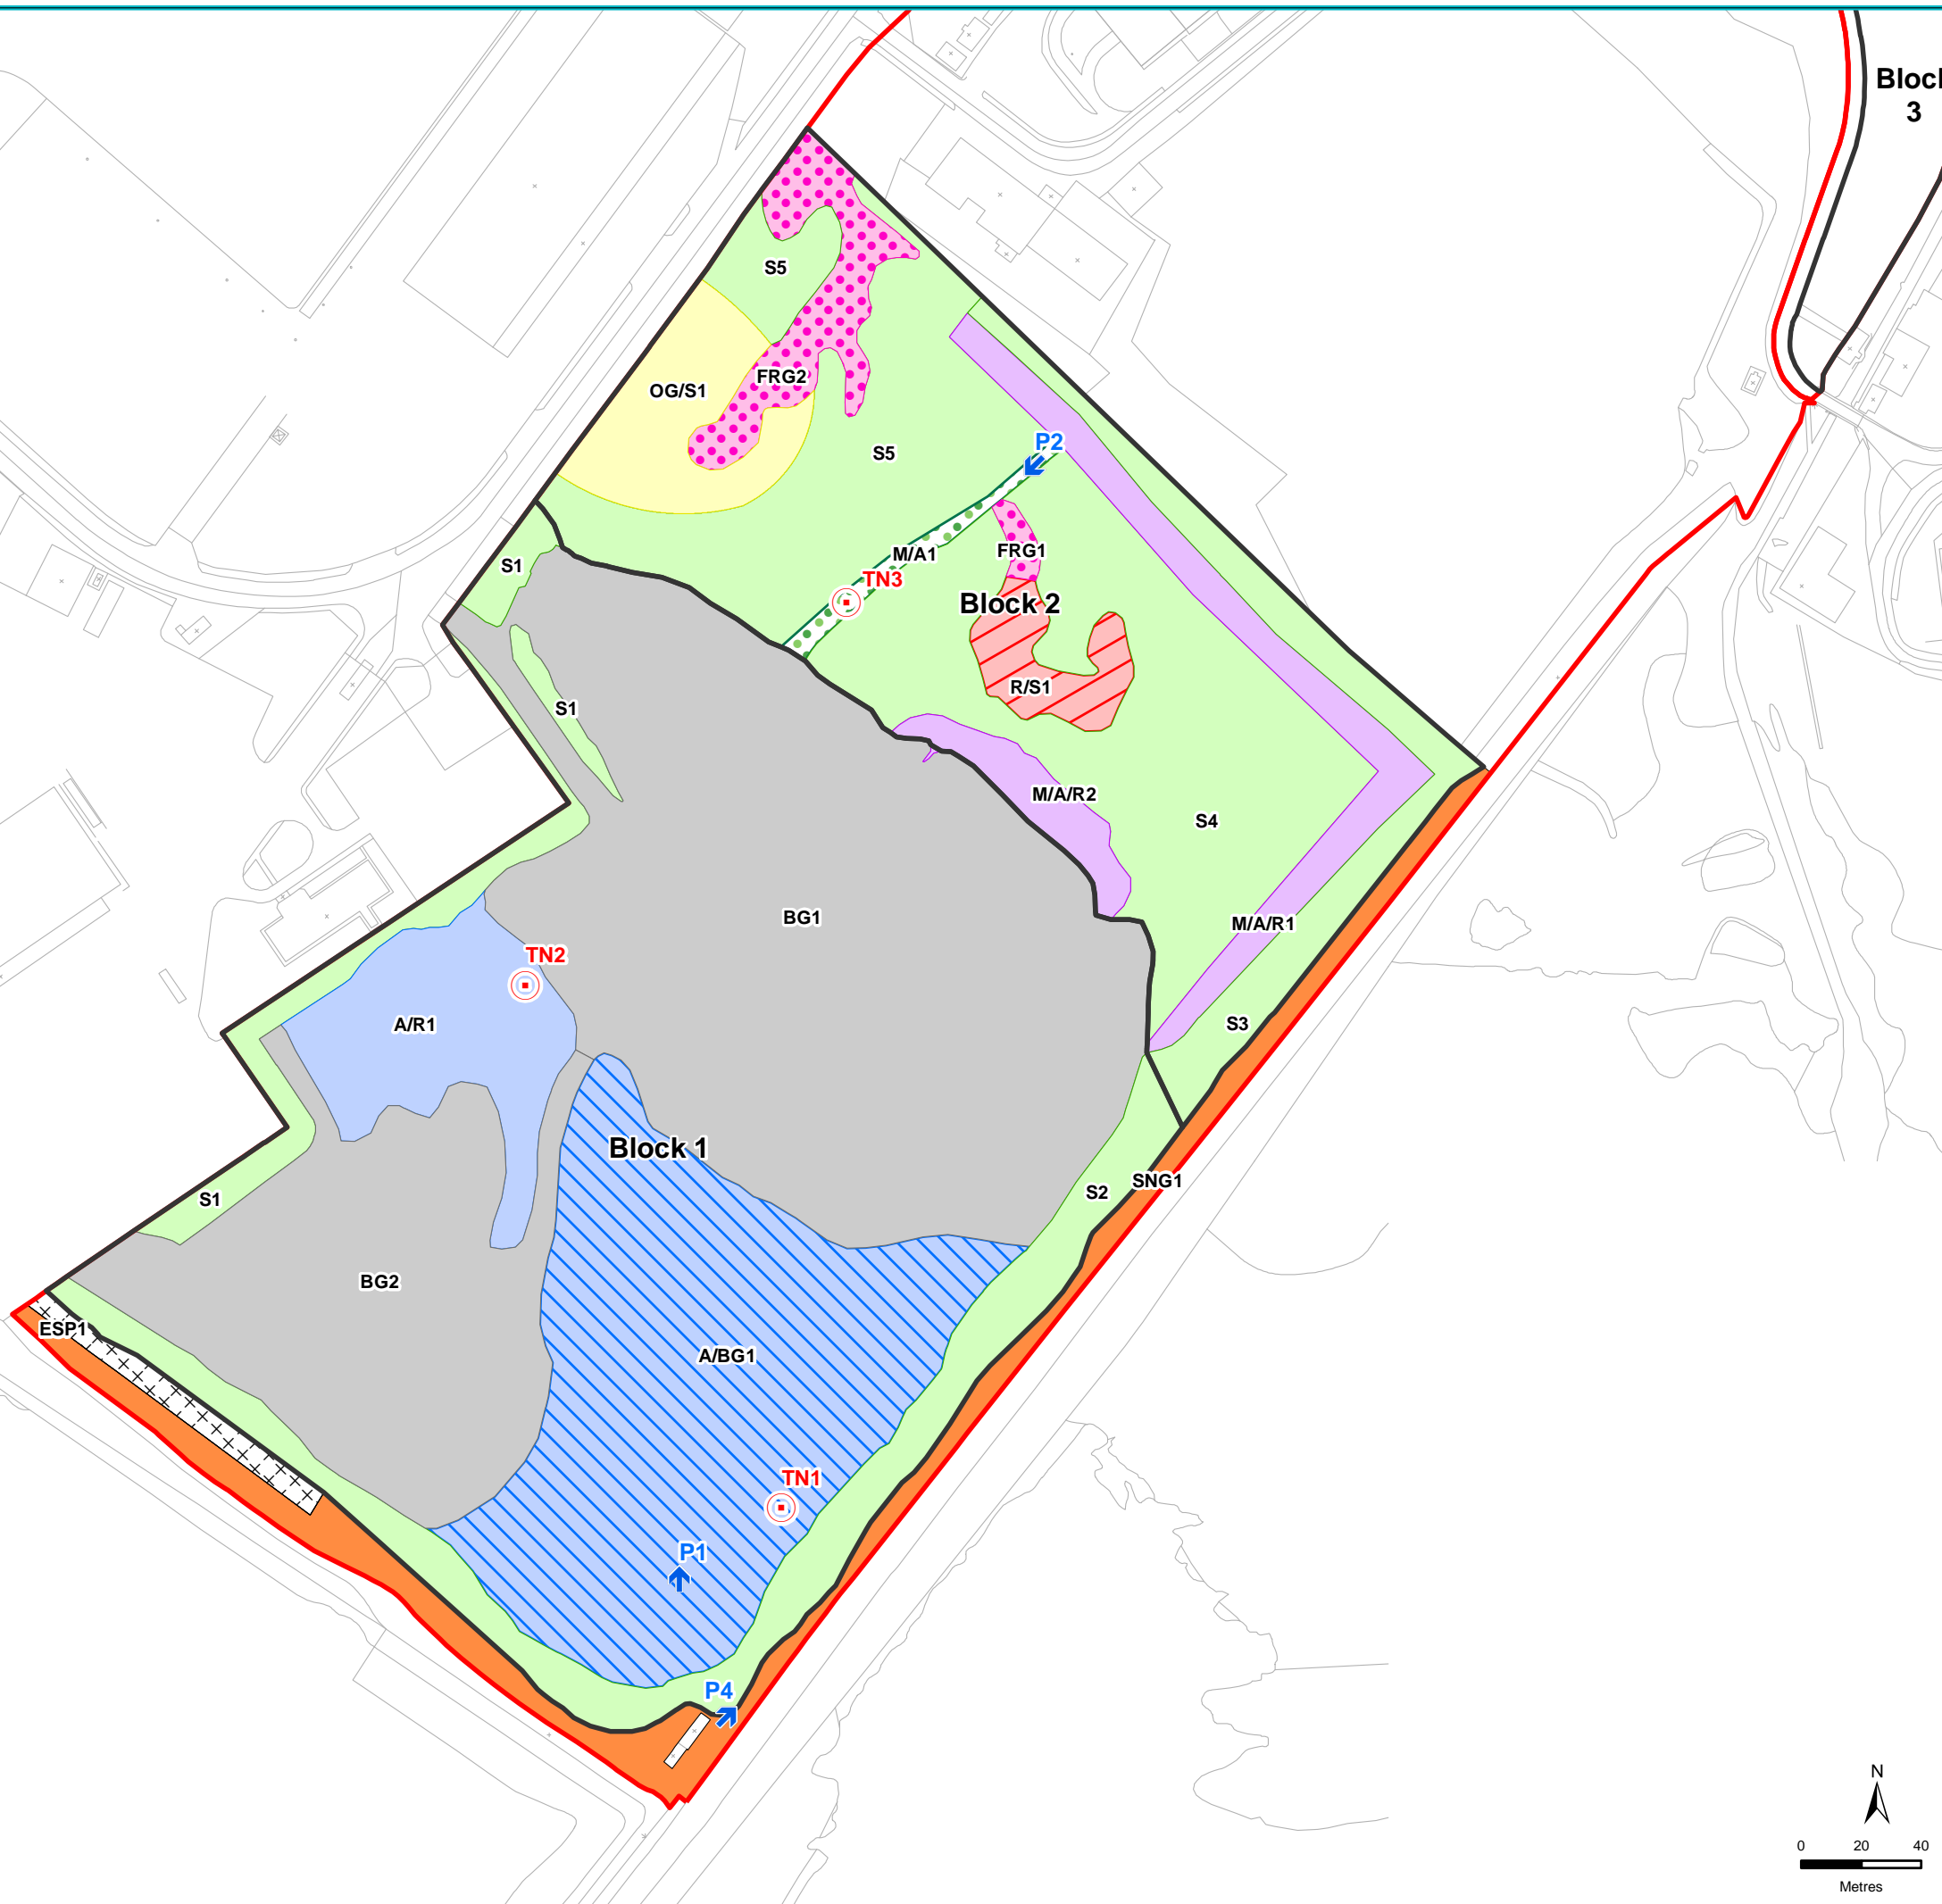 Bloc
3
S5
FRG2
OG/S1
P2
S5
M/A1
FRG1
S1
TN3
Block 2
R/S1
S1
M/A/R2
S4
BG1
M/A/R1
TN2
A/R1
S3
Block 1
SNG1
S2
S1
BG2
ESP1
A/BG1
TN1
P1
P4
N
0 20 40
Metres